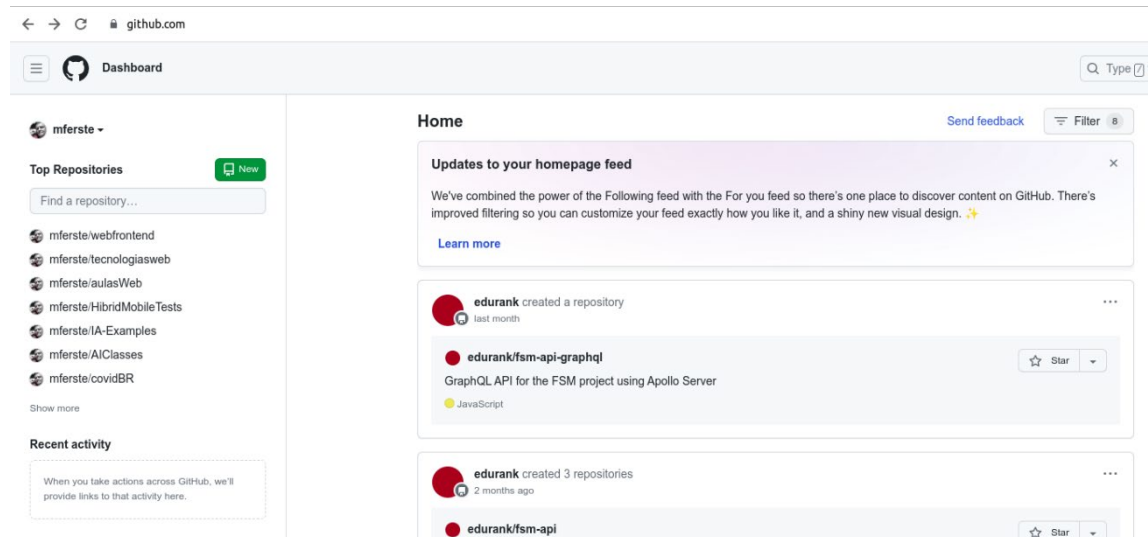 github.com
Dashboard
Type /
mferste
Top Repositories
New
Find a repository...
mferste/webfrontend
mferste/tecnologiasweb
mferste/aulasWeb
mferste/HibridMobileTests
mferste/IA-Examples
mferste/AIClasses
mferste/covidBR
Show more
Recent activity
When you take actions across GitHub, we'll
provide links to that activity here.
Home
Send feedback
Filter 8
Updates to your homepage feed
We've combined the power of the Following feed with the For you feed so there's one place to discover content on GitHub. There's
improved filtering so you can customize your feed exactly how you like it, and a shiny new visual design. ✨
Learn more
edurank created a repository
last month
edurank/fsm-api-graphql
Star
GraphQL API for the FSM project using Apollo Server
JavaScript
edurank created 3 repositories
2 months ago
edurank/fsm-api
Star